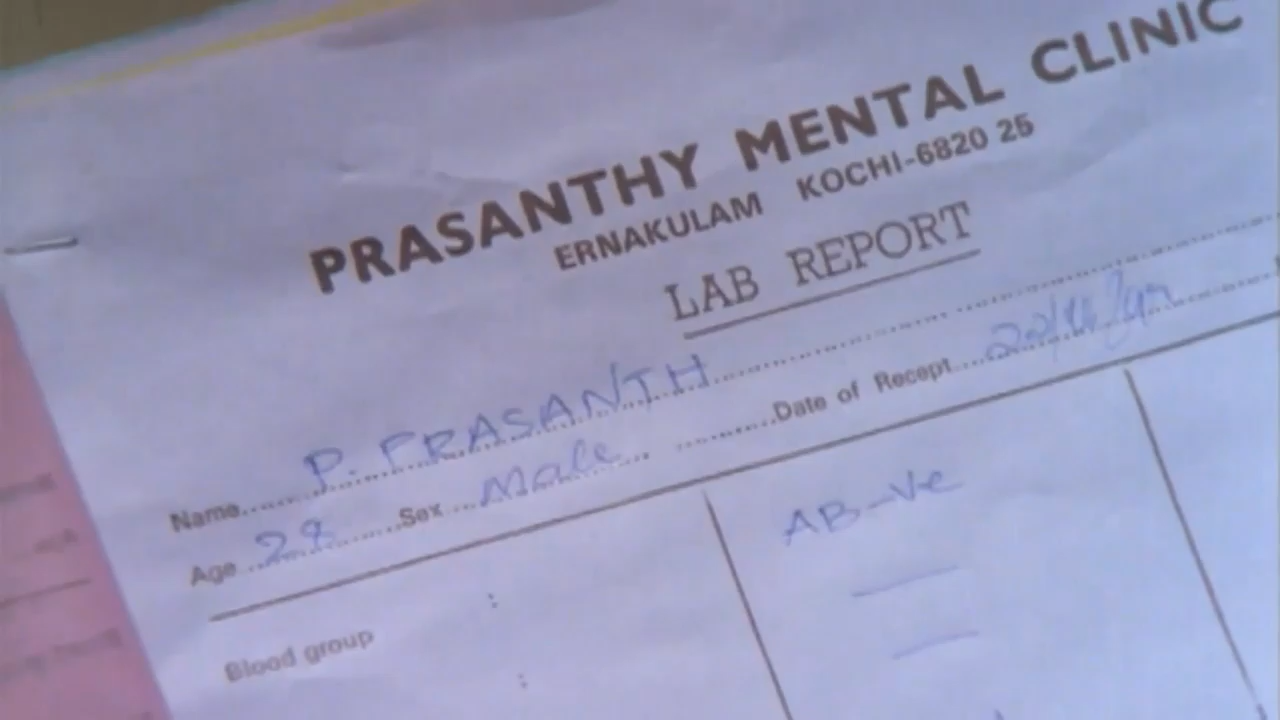 PRASANTHY MENTAL CLINIC
ERNAKULAM KOCHI-6820 25
LAB REPORT
Name P. PRASANTH
Age 28 Sex Male Date of Recept
Blood group : AB-Ve
: